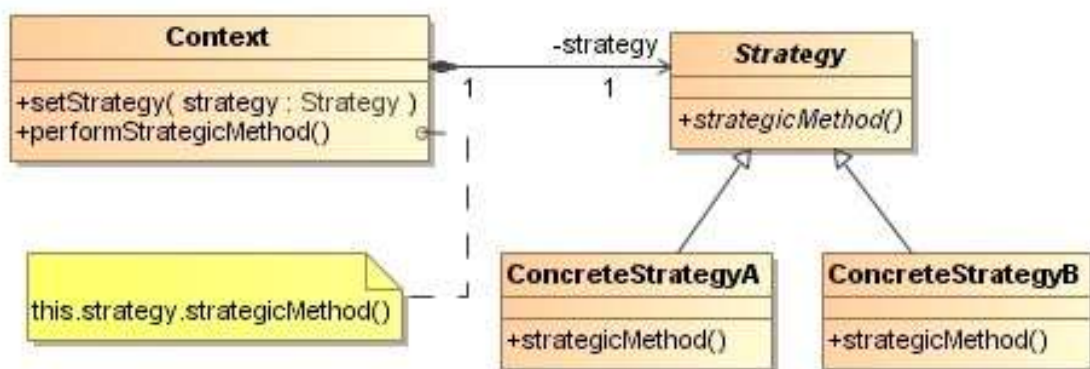 Context
+setStrategy( strategy : Strategy )
+performStrategicMethod()
-strategy
1
1
Strategy
+strategicMethod()
this.strategy.strategicMethod()
ConcreteStrategyA
+strategicMethod()
ConcreteStrategyB
+strategicMethod()